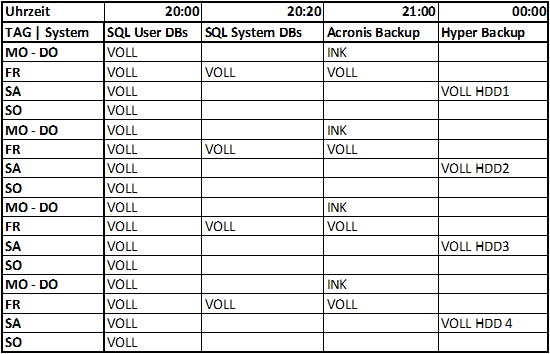 Uhrzeit 20:00 20:20 21:00 00:00
TAG | System SQL User DBs SQL System DBs Acronis Backup Hyper Backup
MO - DO VOLL INK
FR VOLL VOLL VOLL
SA VOLL VOLL HDD1
SO VOLL
MO - DO VOLL INK
FR VOLL VOLL VOLL
SA VOLL VOLL HDD2
SO VOLL
MO - DO VOLL INK
FR VOLL VOLL VOLL
SA VOLL VOLL HDD3
SO VOLL
MO - DO VOLL INK
FR VOLL VOLL VOLL
SA VOLL VOLL HDD 4
SO VOLL